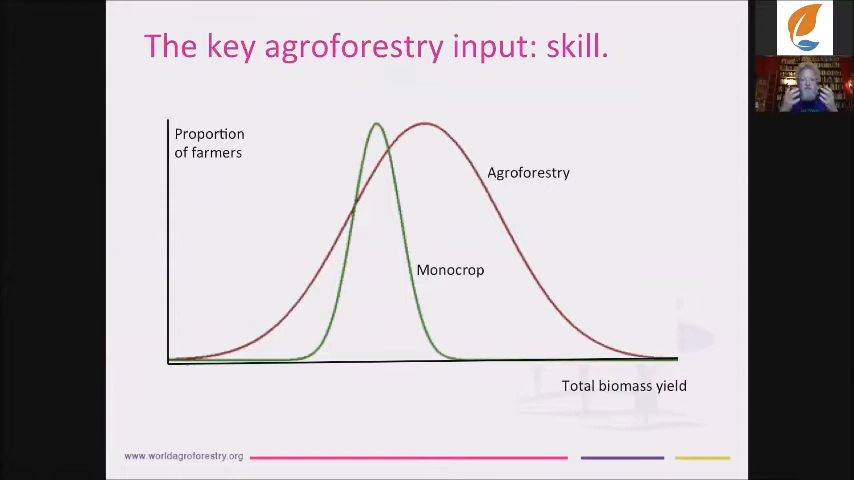 The key agroforestry input: skill.
Proportion
of farmers
Agroforestry
Monocrop
Total biomass yield
www.worldagroforestry.org